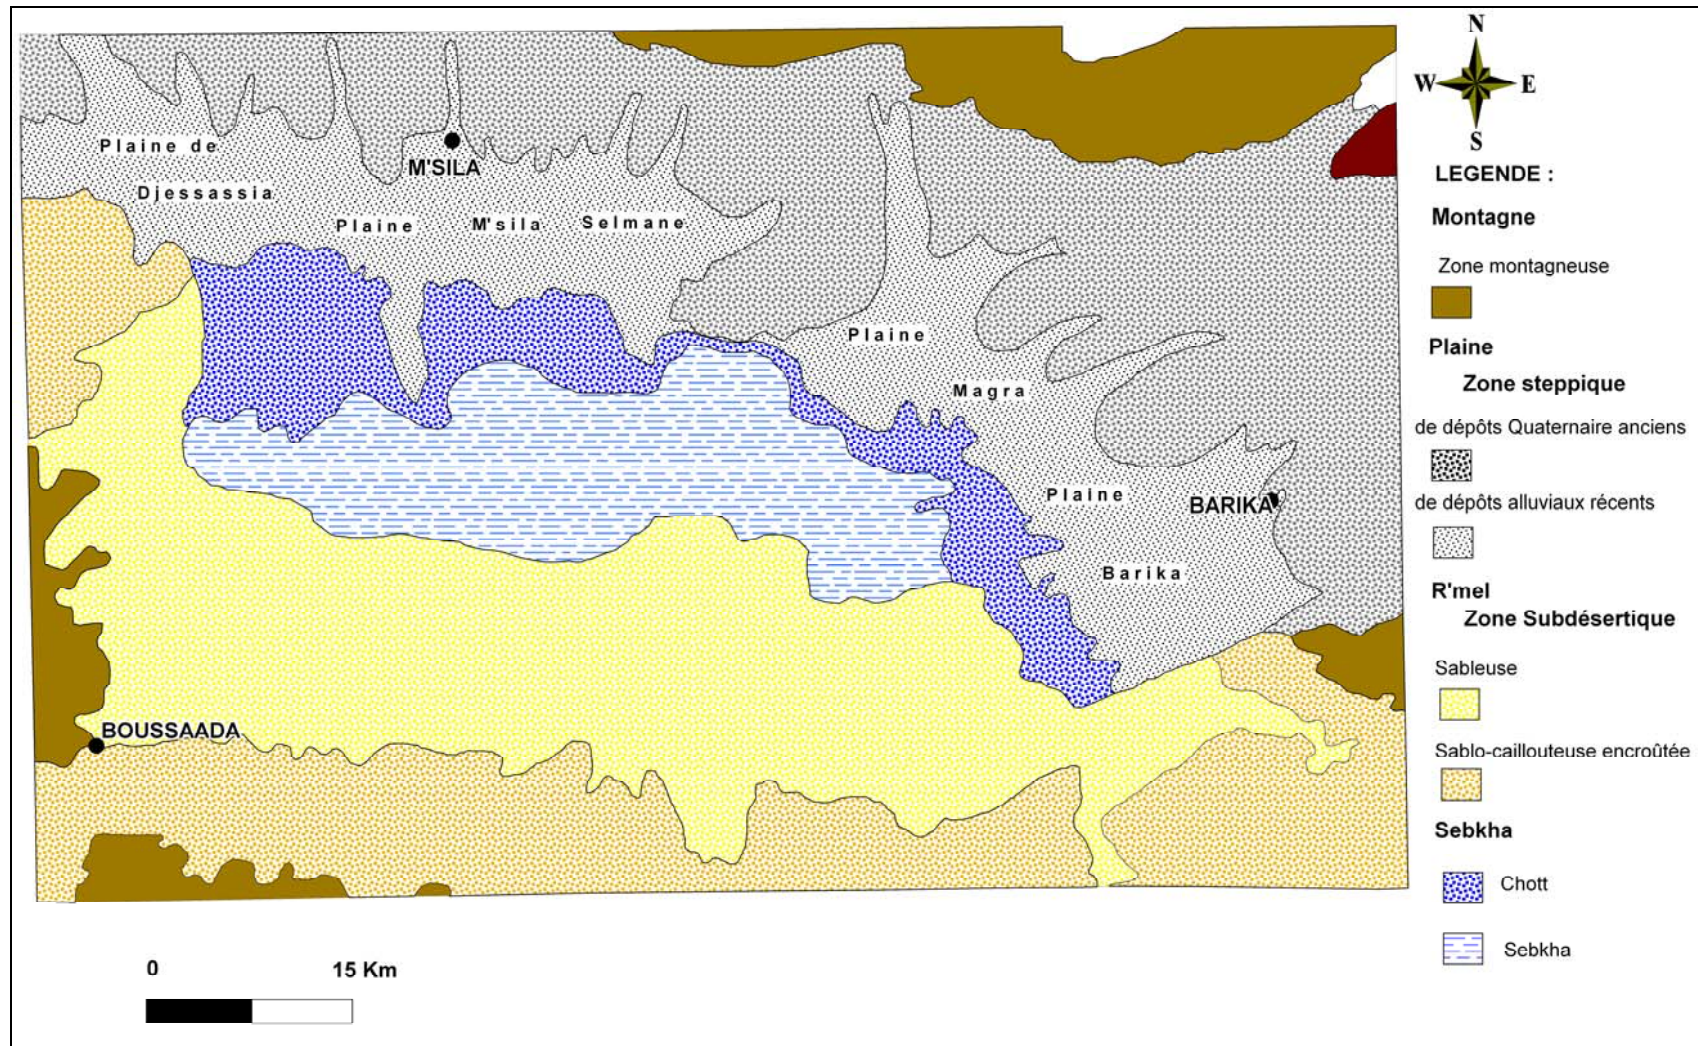 N
W E
S
LEGENDE :
Montagne
Zone montagneuse
Plaine
Zone steppique
de dépôts Quaternaire anciens
de dépôts alluviaux récents
R'mel
Zone Subdésertique
Sableuse
Sablo-caillouteuse encroûtée
Sebkha
Chott
Sebkha
Plaine de
Djessassia
M'SILA
Plaine M'sila Selmane
Plaine
Magra
Plaine
BARIKA
Barika
BOUSSAADA
0 15 Km